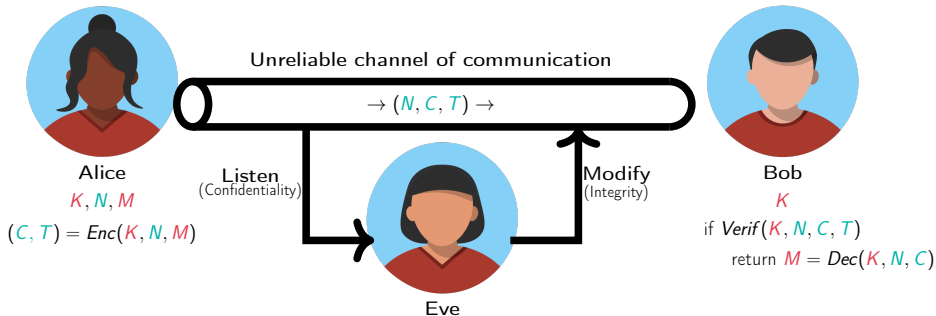 Unreliable channel of communication
→ (N, C, T) →
Alice
K, N, M
(C, T) = Enc(K, N, M)
Listen
(Confidentiality)
Modify
(Integrity)
Eve
Bob
K
if Verif(K, N, C, T)
return M = Dec(K, N, C)